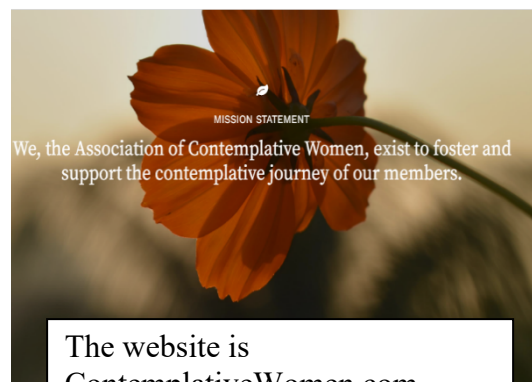 MISSION STATEMENT
We, the Association of Contemplative Women, exist to foster and
support the contemplative journey of our members.
The website is
ContemplativeWomen.com